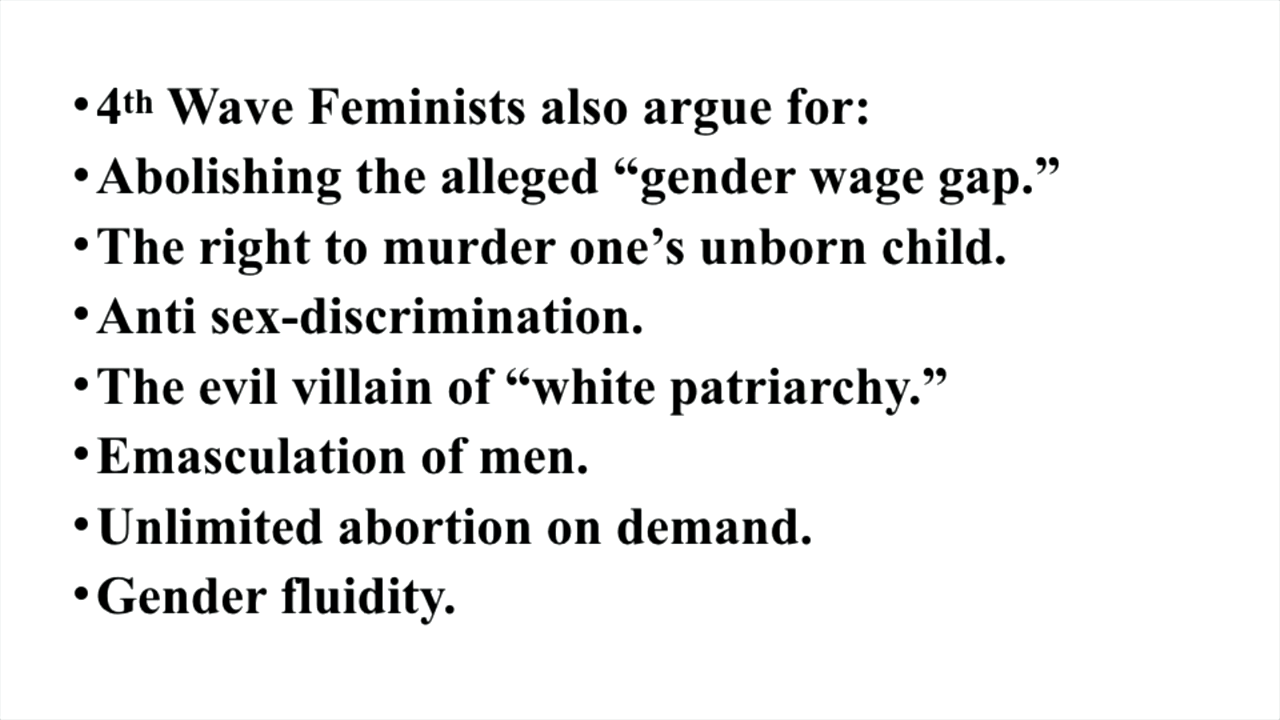 • 4th Wave Feminists also argue for:
• Abolishing the alleged “gender wage gap.”
• The right to murder one’s unborn child.
• Anti sex-discrimination.
• The evil villain of “white patriarchy.”
• Emasculation of men.
• Unlimited abortion on demand.
• Gender fluidity.